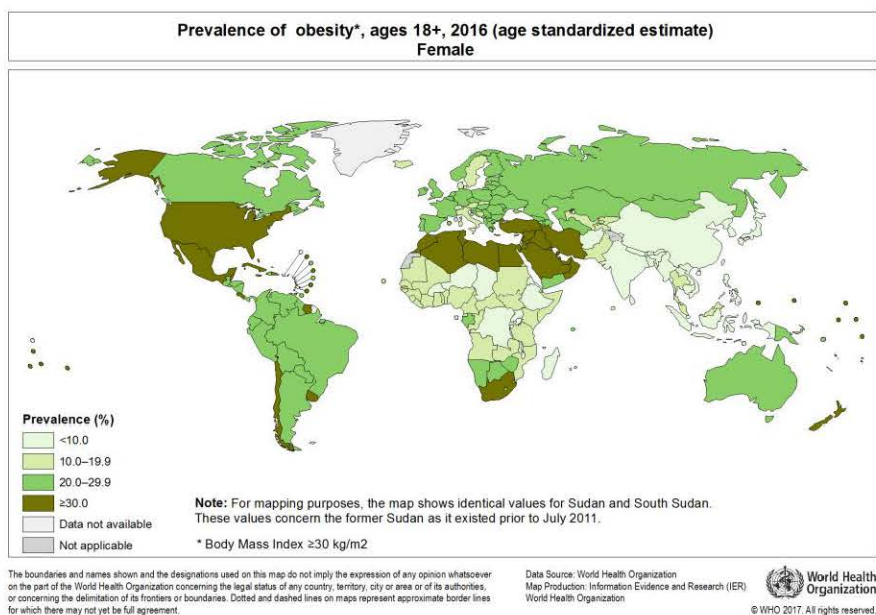 Prevalence of obesity*, ages 18+, 2016 (age standardized estimate)
Female
Prevalence (%)
<10.0
10.0–19.9
20.0–29.9
≥30.0
Data not available
Not applicable
Note: For mapping purposes, the map shows identical values for Sudan and South Sudan.
These values concern the former Sudan as it existed prior to July 2011.
* Body Mass Index ≥30 kg/m2
The boundaries and names shown and the designations used on this map do not imply the expression of any opinion whatsoever
on the part of the World Health Organization concerning the legal status of any country, territory, city or area or of its authorities,
or concerning the delimitation of its frontiers or boundaries. Dotted and dashed lines on maps represent approximate border lines
for which there may not yet be full agreement.
Data Source: World Health Organization
Map Production: Information Evidence and Research (IER)
World Health Organization
World Health
Organization
© WHO 2017. All rights reserved.